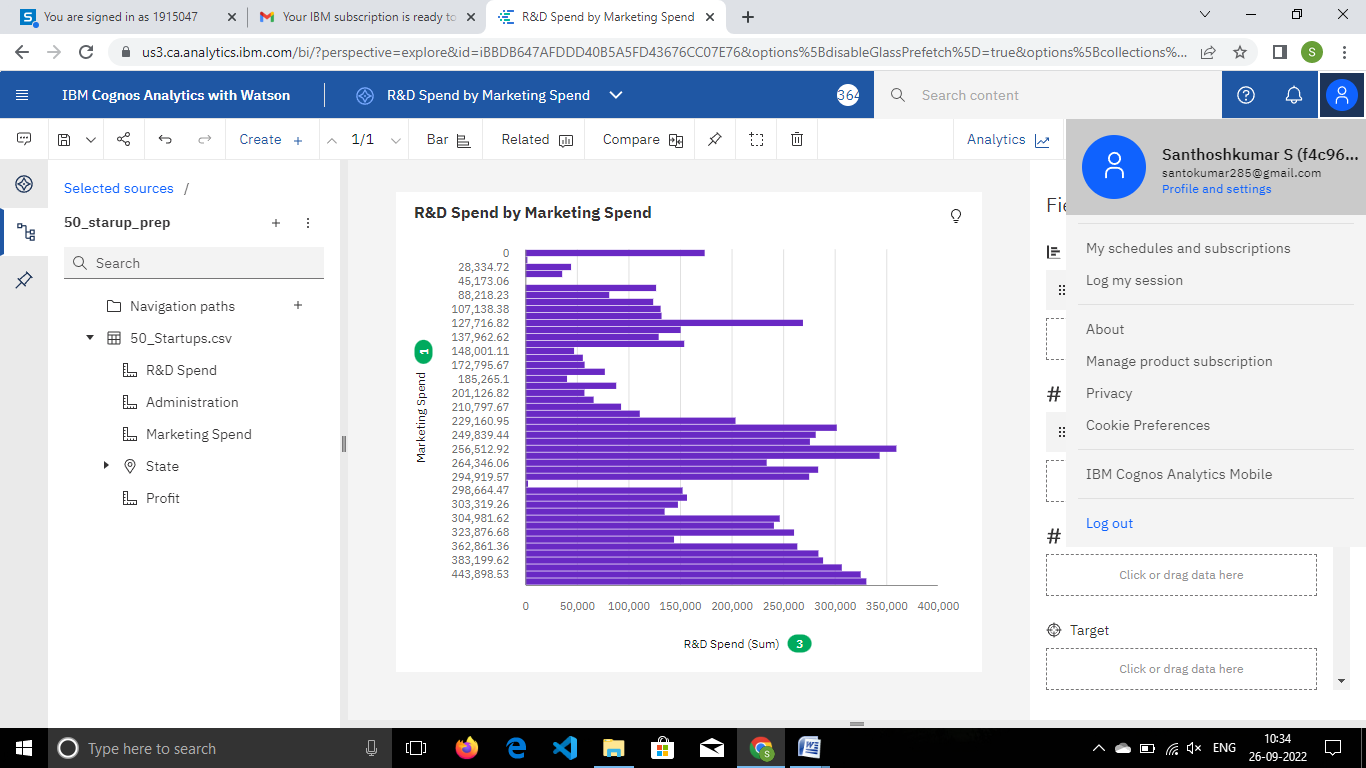 You are signed in as 1915047
Your IBM subscription is ready to
R&D Spend by Marketing Spend
us3.ca.analytics.ibm.com/bi/?perspective=explore&id=iBBDB647AFDDD40B5A5FD43676CC07E76&options%5BdisableGlassPrefetch%5D=true&options%5Bcollections%...
S
IBM Cognos Analytics with Watson
R&D Spend by Marketing Spend
364
Search content
Create +
1/1
Bar
Related
Compare
Analytics
Santhoshkumar S (f4c96...
santokumar285@gmail.com
Profile and settings
My schedules and subscriptions
Log my session
About
Manage product subscription
Privacy
Cookie Preferences
IBM Cognos Analytics Mobile
Log out
Selected sources /
50_starup_prep
Search
Navigation paths
50_Startups.csv
R&D Spend
Administration
Marketing Spend
State
Profit
R&D Spend by Marketing Spend
0
28,334.72
45,173.06
88,218.23
107,138.38
127,716.82
137,962.62
148,001.11
172,795.67
185,265.1
201,126.82
210,797.67
229,160.95
249,839.44
256,512.92
264,346.06
294,919.57
298,664.47
303,319.26
304,981.62
323,876.68
362,861.36
383,199.62
443,898.53
Marketing Spend 1
0 50,000 100,000 150,000 200,000 250,000 300,000 350,000 400,000
R&D Spend (Sum) 3
Fie
#
#
Click or drag data here
Target
Click or drag data here
Type here to search
S
ENG
10:34
26-09-2022